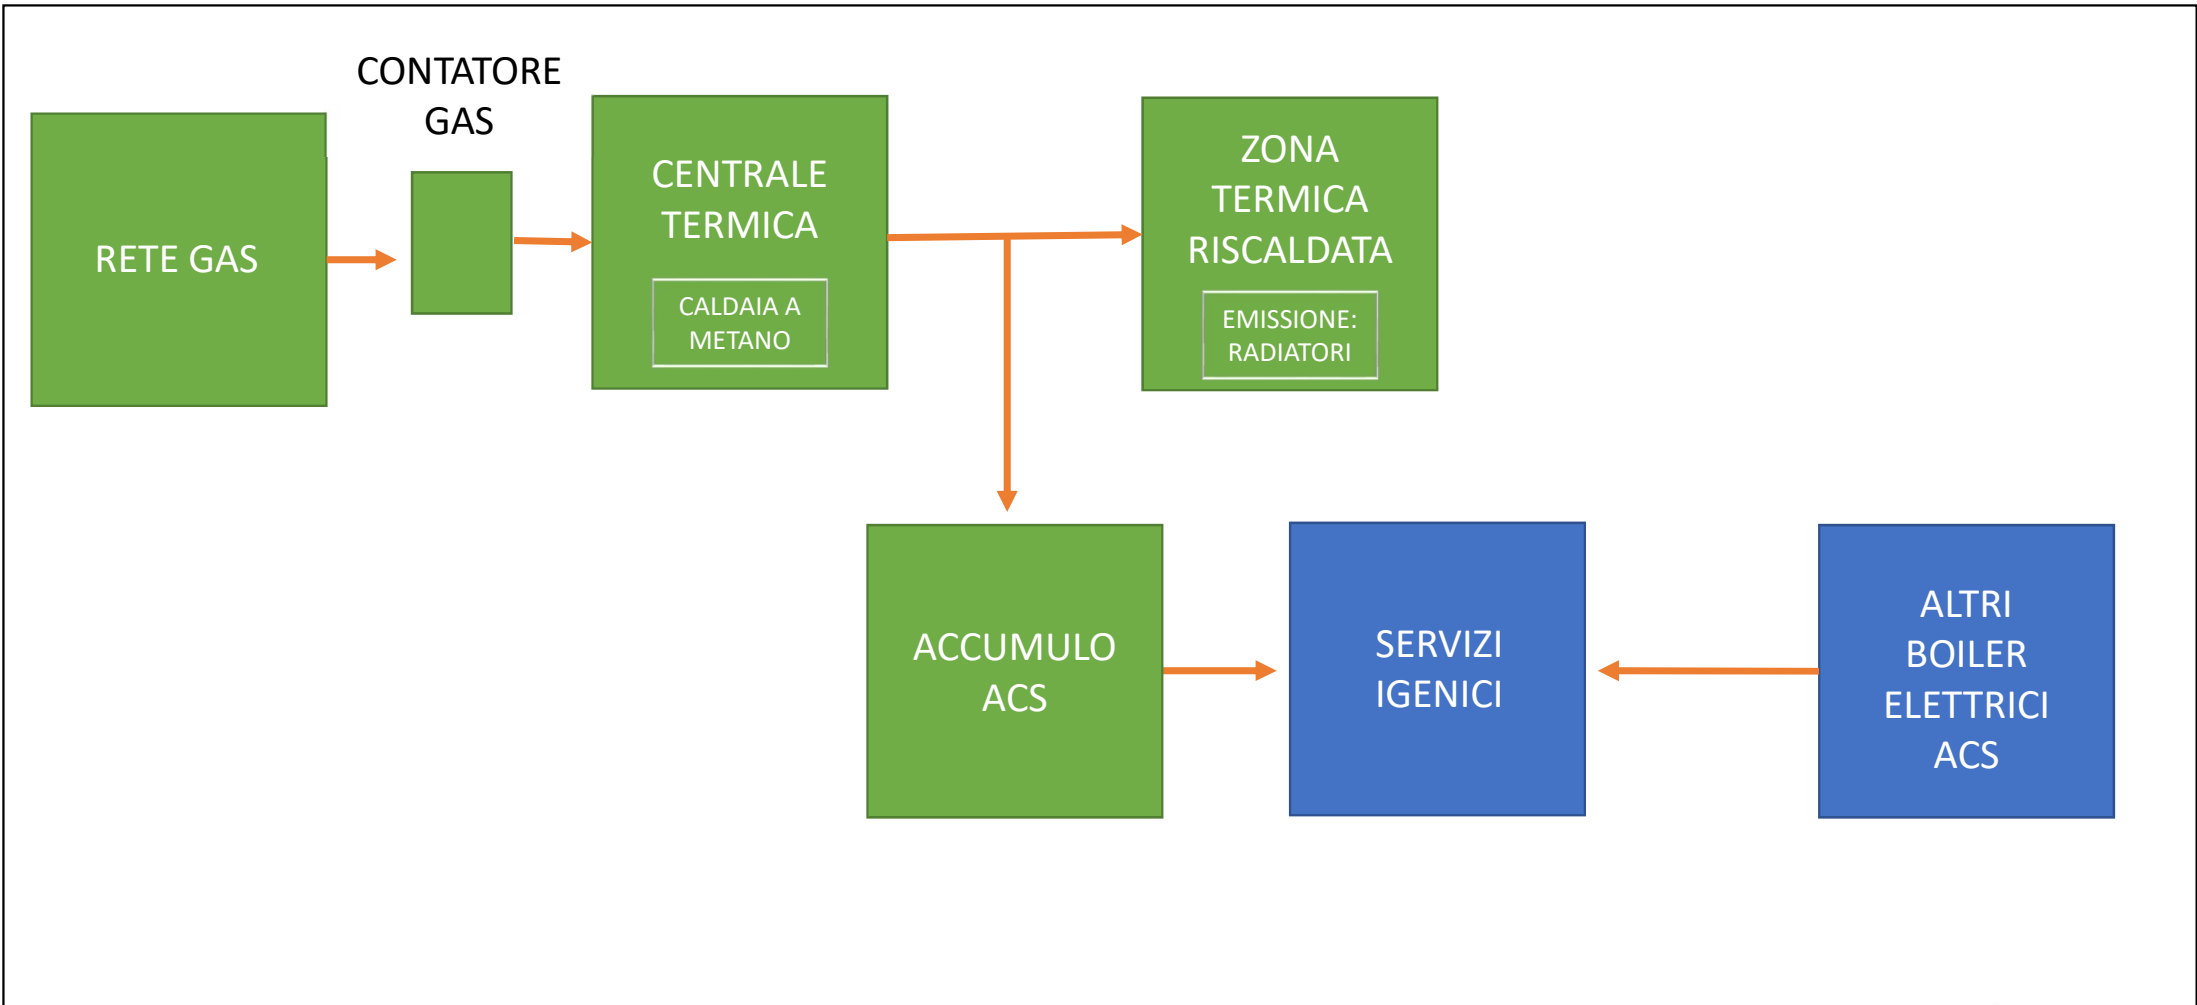 CONTATORE
GAS
RETE GAS
CENTRALE
TERMICA
CALDAIA A
METANO
ZONA
TERMICA
RISCALDATA
EMISSIONE:
RADIATORI
ACCUMULO
ACS
SERVIZI
IGENICI
ALTRI
BOILER
ELETTRICI
ACS